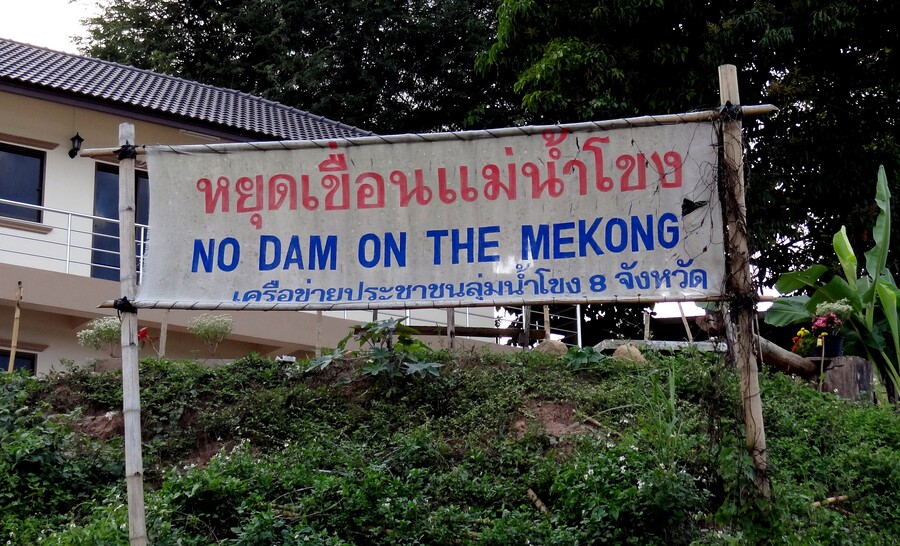 หยุดเขื่อนแม่น้ำโขง
NO DAM ON THE MEKONG
เครือข่ายประชาชนลุ่มน้ำโขง 8 จังหวัด